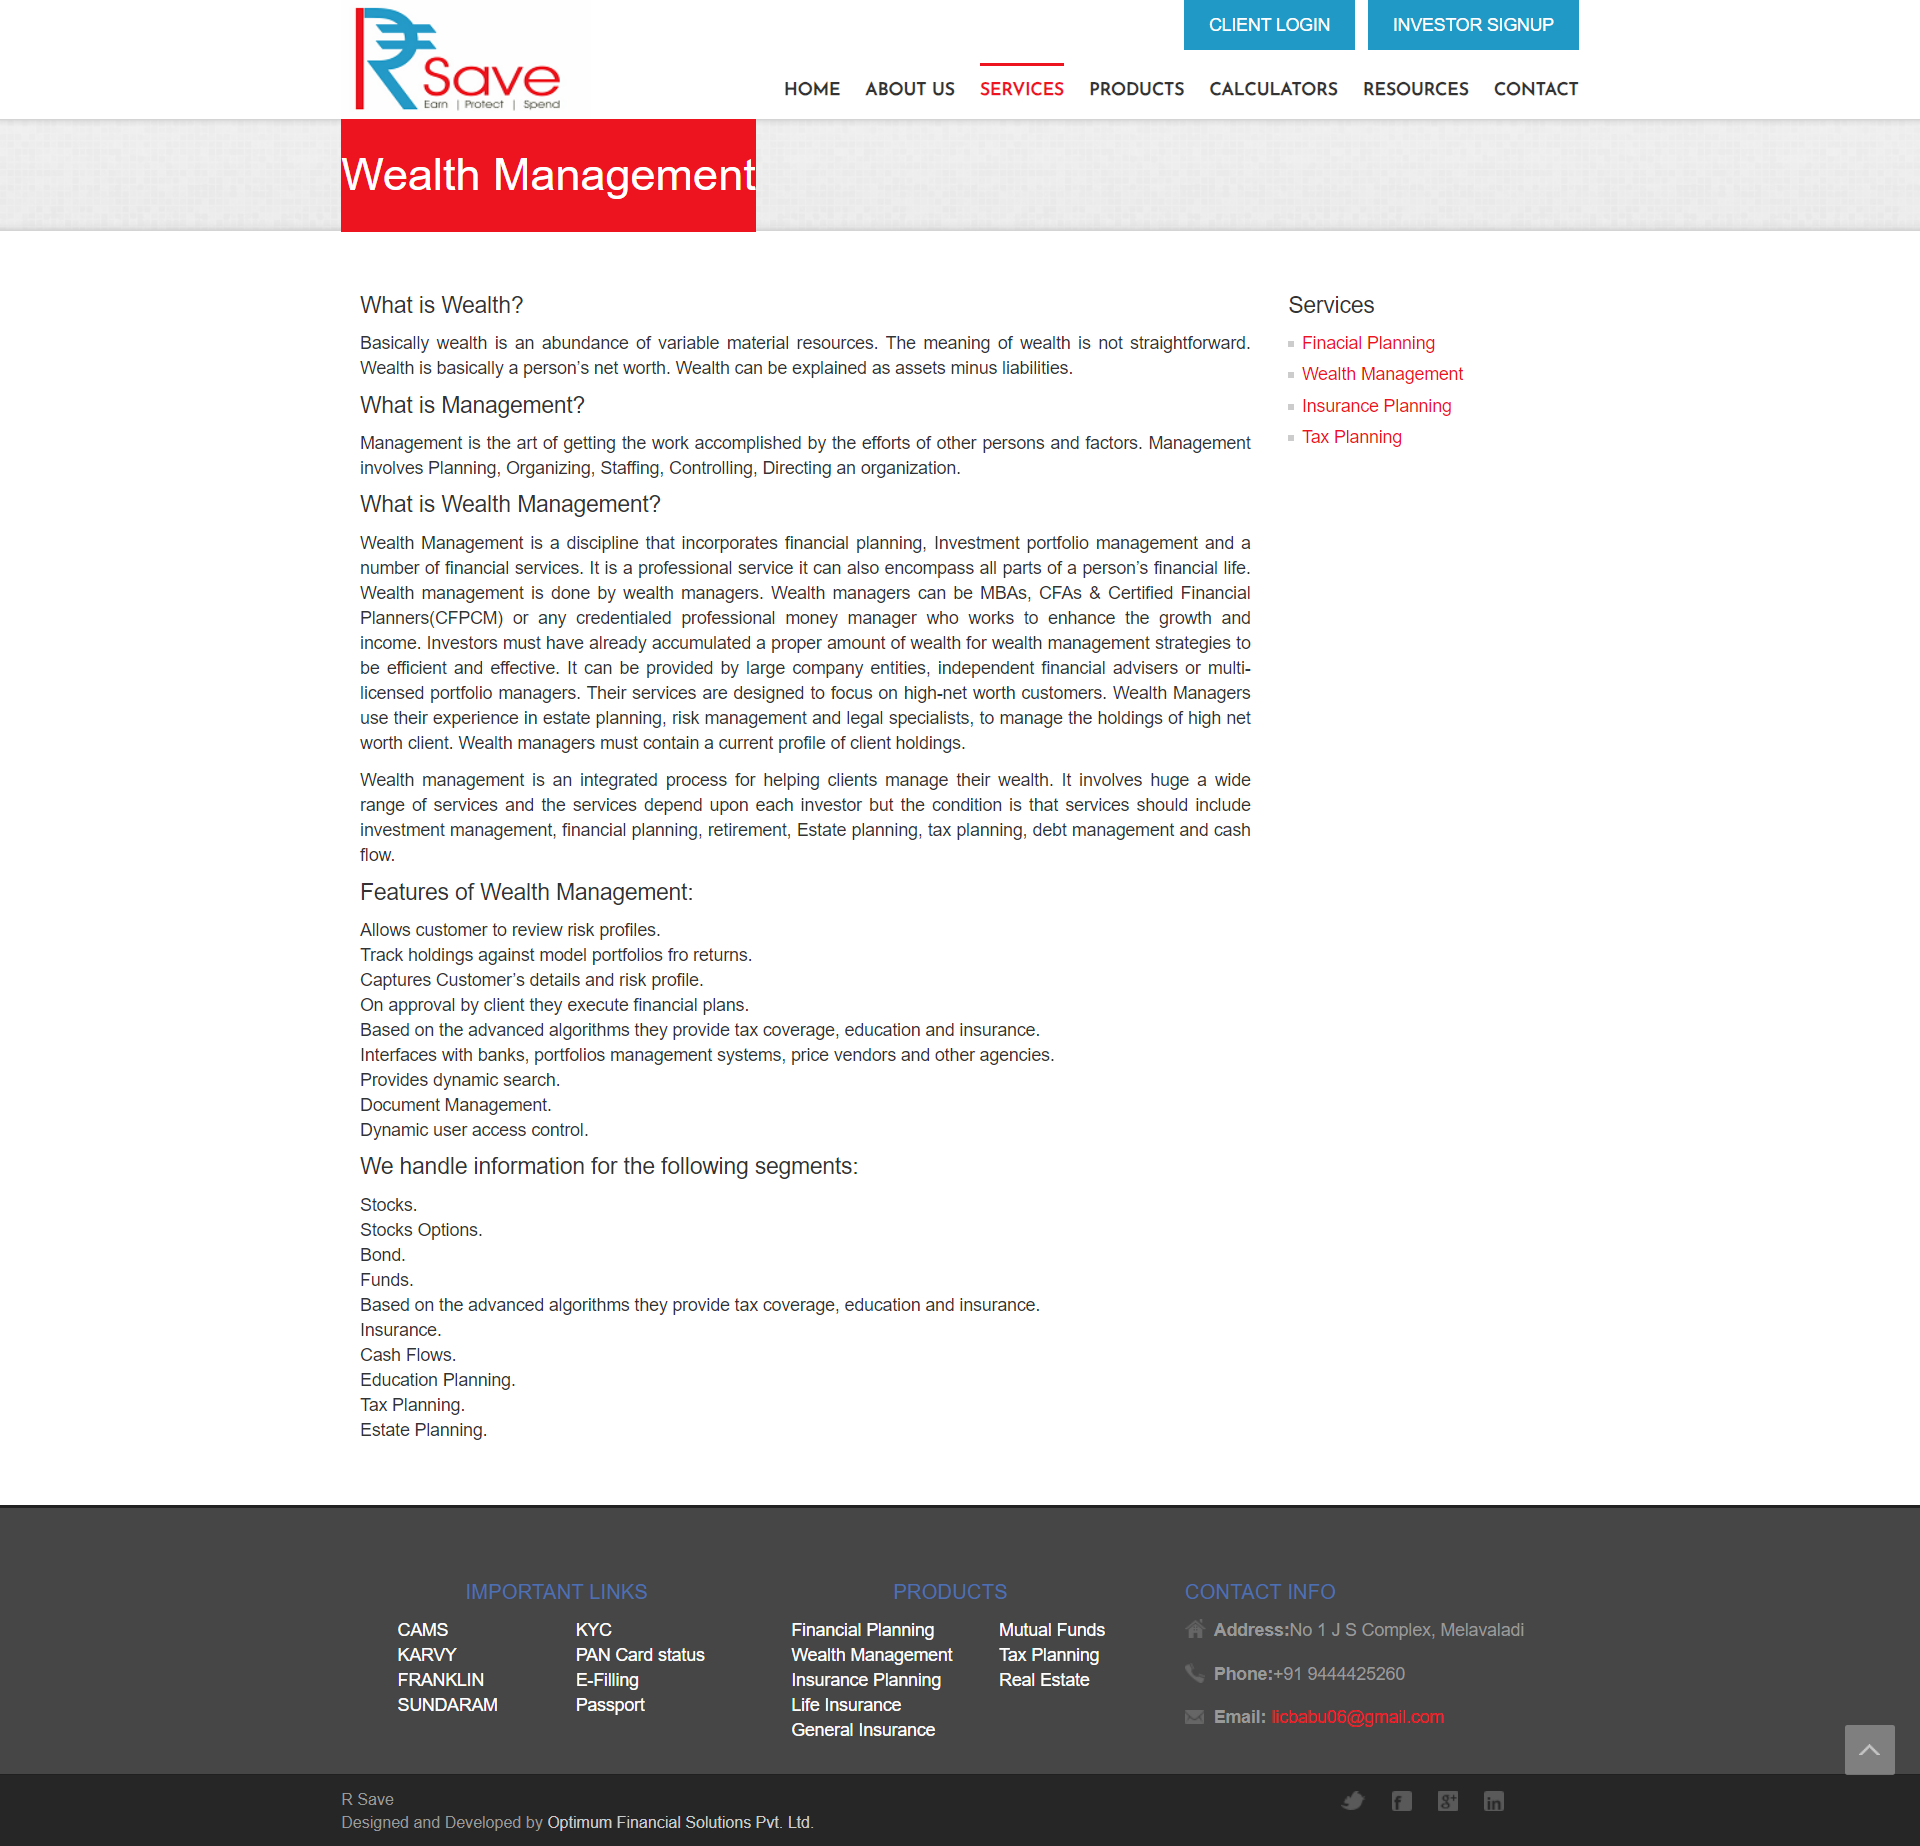 Save
Earn | Protect | Spend
CLIENT LOGIN
INVESTOR SIGNUP
HOME ABOUT US SERVICES PRODUCTS CALCULATORS RESOURCES CONTACT
Wealth Management
What is Wealth?
Basically wealth is an abundance of variable material resources. The meaning of wealth is not straightforward.
Wealth is basically a person’s net worth. Wealth can be explained as assets minus liabilities.
What is Management?
Management is the art of getting the work accomplished by the efforts of other persons and factors. Management
involves Planning, Organizing, Staffing, Controlling, Directing an organization.
What is Wealth Management?
Wealth Management is a discipline that incorporates financial planning, Investment portfolio management and a
number of financial services. It is a professional service it can also encompass all parts of a person’s financial life.
Wealth management is done by wealth managers. Wealth managers can be MBAs, CFAs & Certified Financial
Planners(CFPCM) or any credentialed professional money manager who works to enhance the growth and
income. Investors must have already accumulated a proper amount of wealth for wealth management strategies to
be efficient and effective. It can be provided by large company entities, independent financial advisers or multi-
licensed portfolio managers. Their services are designed to focus on high-net worth customers. Wealth Managers
use their experience in estate planning, risk management and legal specialists, to manage the holdings of high net
worth client. Wealth managers must contain a current profile of client holdings.
Wealth management is an integrated process for helping clients manage their wealth. It involves huge a wide
range of services and the services depend upon each investor but the condition is that services should include
investment management, financial planning, retirement, Estate planning, tax planning, debt management and cash
flow.
Features of Wealth Management:
Allows customer to review risk profiles.
Track holdings against model portfolios fro returns.
Captures Customer’s details and risk profile.
On approval by client they execute financial plans.
Based on the advanced algorithms they provide tax coverage, education and insurance.
Interfaces with banks, portfolios management systems, price vendors and other agencies.
Provides dynamic search.
Document Management.
Dynamic user access control.
We handle information for the following segments:
Stocks.
Stocks Options.
Bond.
Funds.
Based on the advanced algorithms they provide tax coverage, education and insurance.
Insurance.
Cash Flows.
Education Planning.
Tax Planning.
Estate Planning.
Services
Finacial Planning
Wealth Management
Insurance Planning
Tax Planning
IMPORTANT LINKS
CAMS
KARVY
FRANKLIN
SUNDARAM
KYC
PAN Card status
E-Filling
Passport
PRODUCTS
Financial Planning
Wealth Management
Insurance Planning
Life Insurance
General Insurance
Mutual Funds
Tax Planning
Real Estate
CONTACT INFO
Address:No 1 J S Complex, Melavaladi
Phone:+91 9444425260
Email: licbabu06@gmail.com
R Save
Designed and Developed by Optimum Financial Solutions Pvt. Ltd.